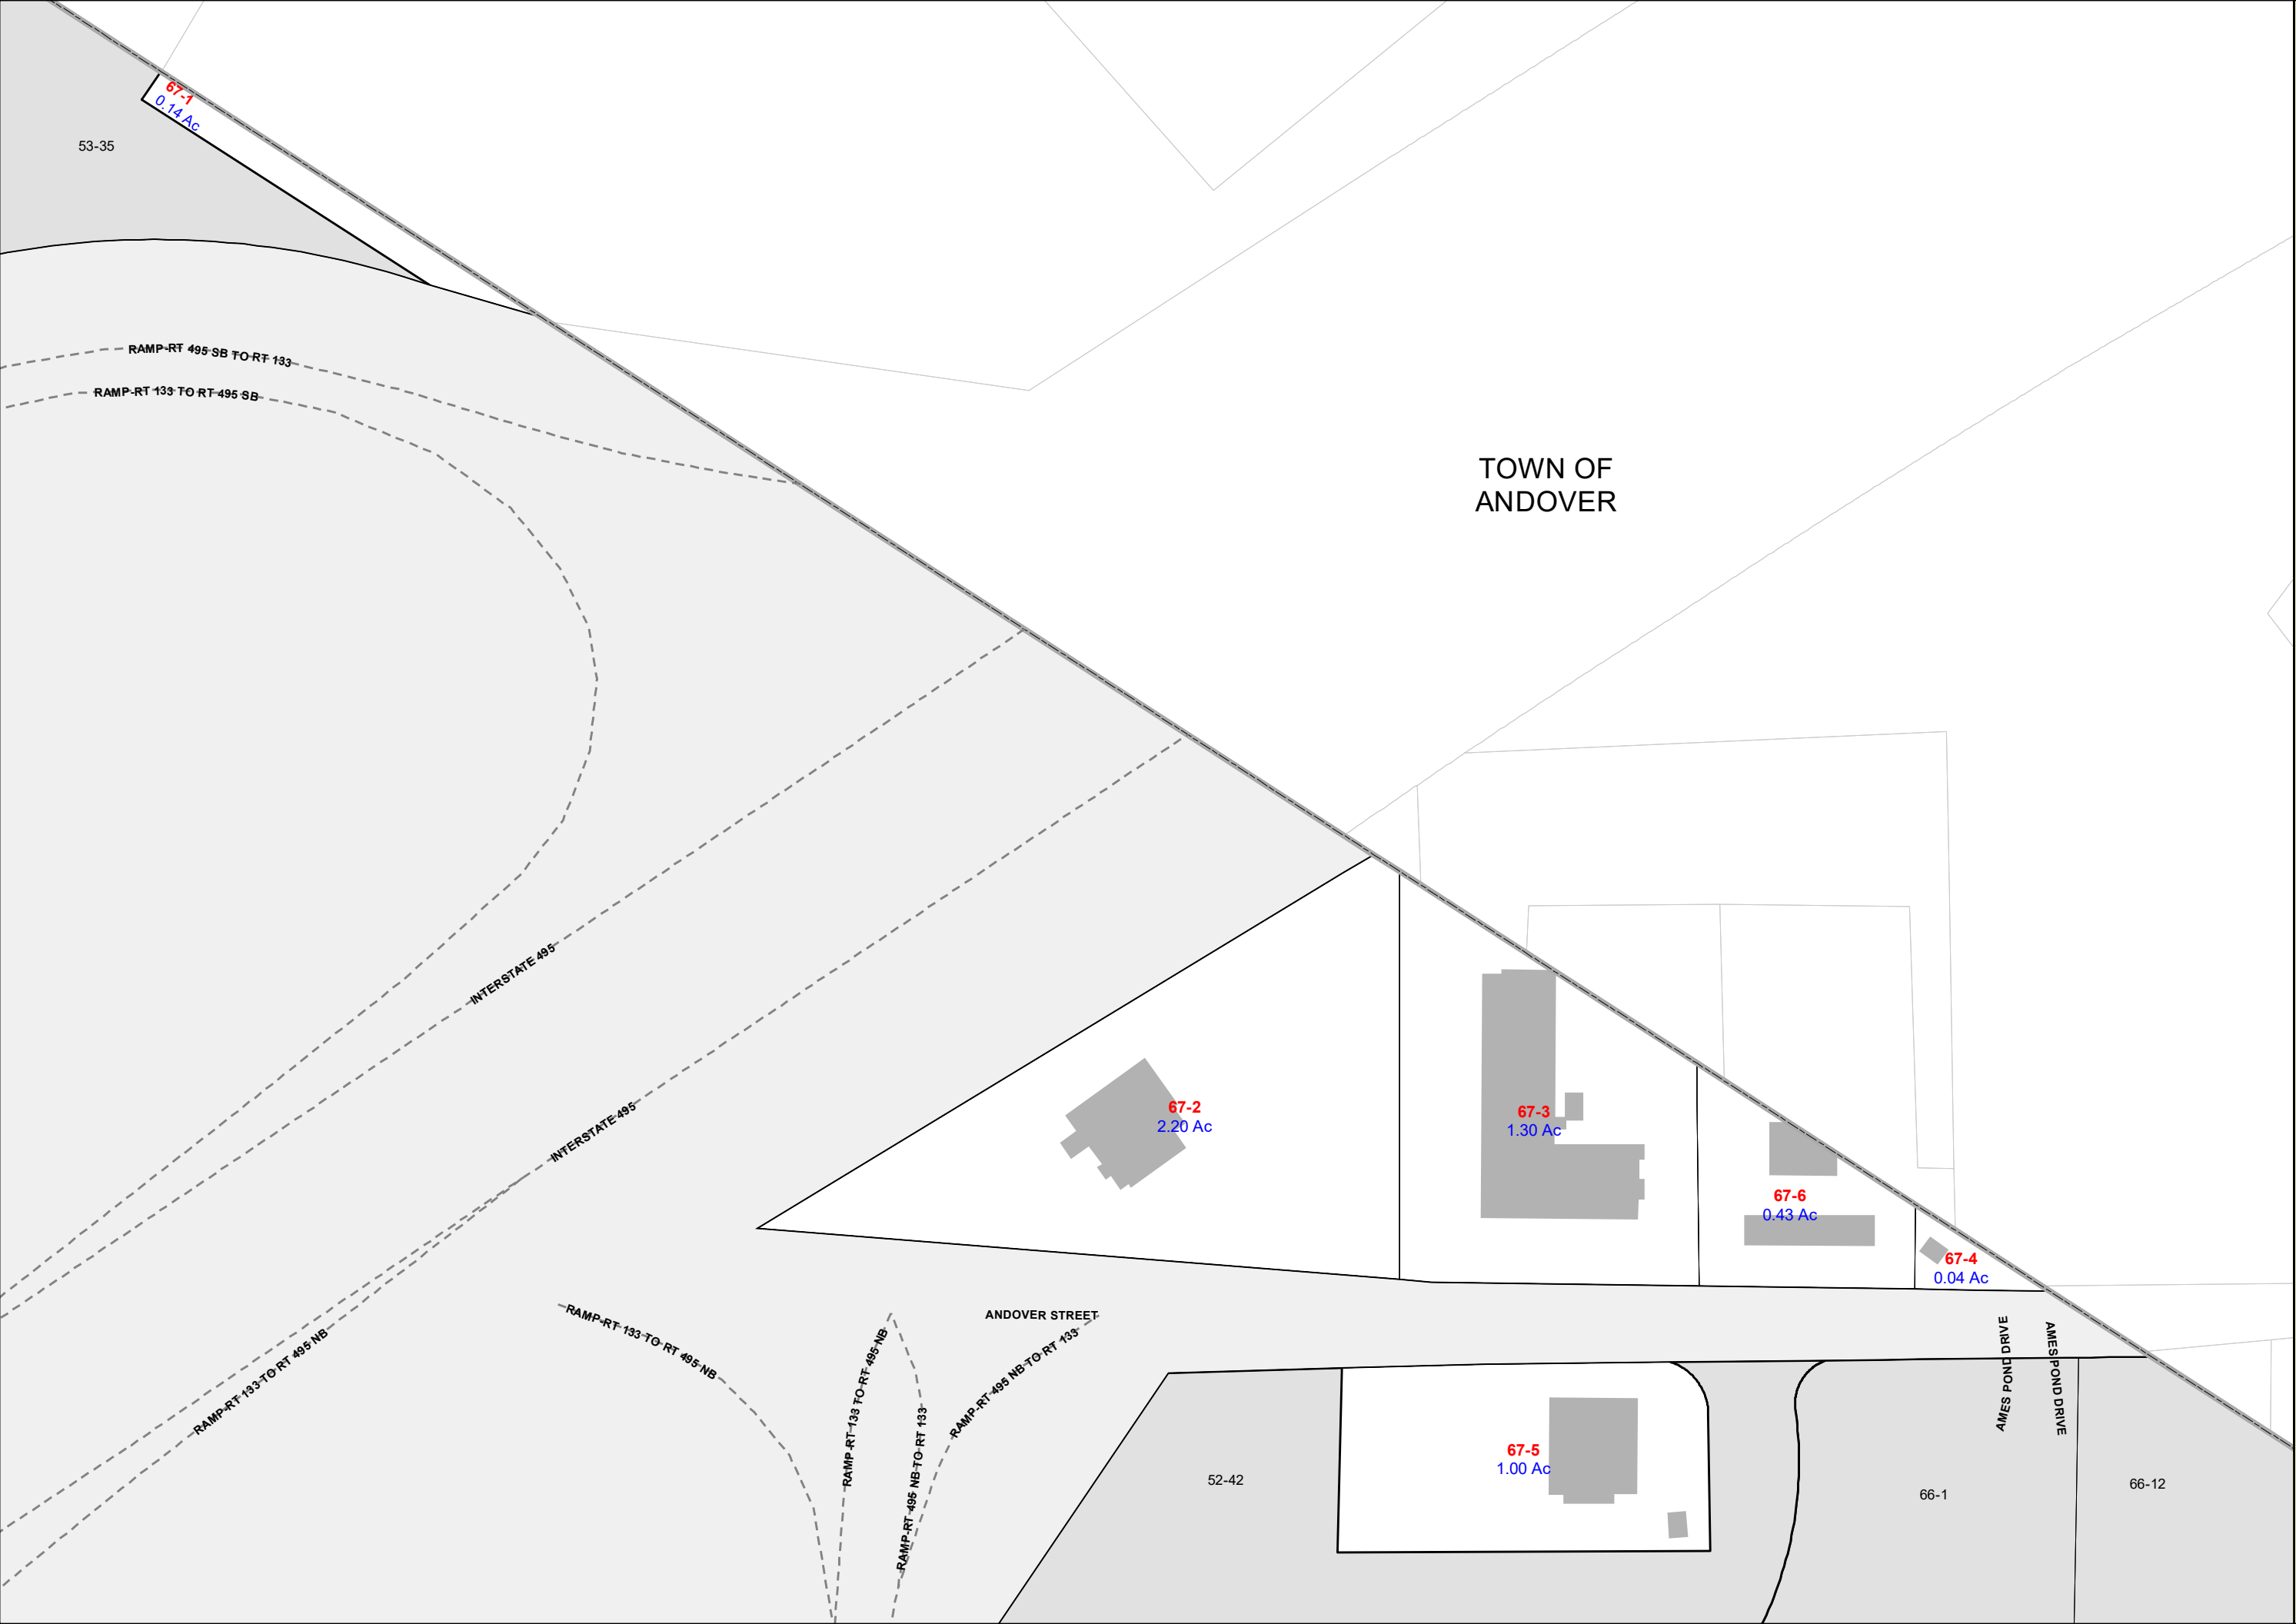 67-1
0.14 Ac
53-35
RAMP-RT 495 SB TO RT 133
RAMP-RT 133 TO RT 495 SB
TOWN OF
ANDOVER
INTERSTATE 495
INTERSTATE 495
67-2
2.20 Ac
67-3
1.30 Ac
67-6
0.43 Ac
67-4
0.04 Ac
RAMP-RT 133 TO RT 495 NB
RAMP-RT 133 TO RT 495 NB
RAMP-RT 133 TO RT 495 NB
RAMP-RT 495 NB TO RT 133
ANDOVER STREET
RAMP-RT 495 NB TO RT 133
AMES POND DRIVE
AMES POND DRIVE
52-42
67-5
1.00 Ac
66-1
66-12